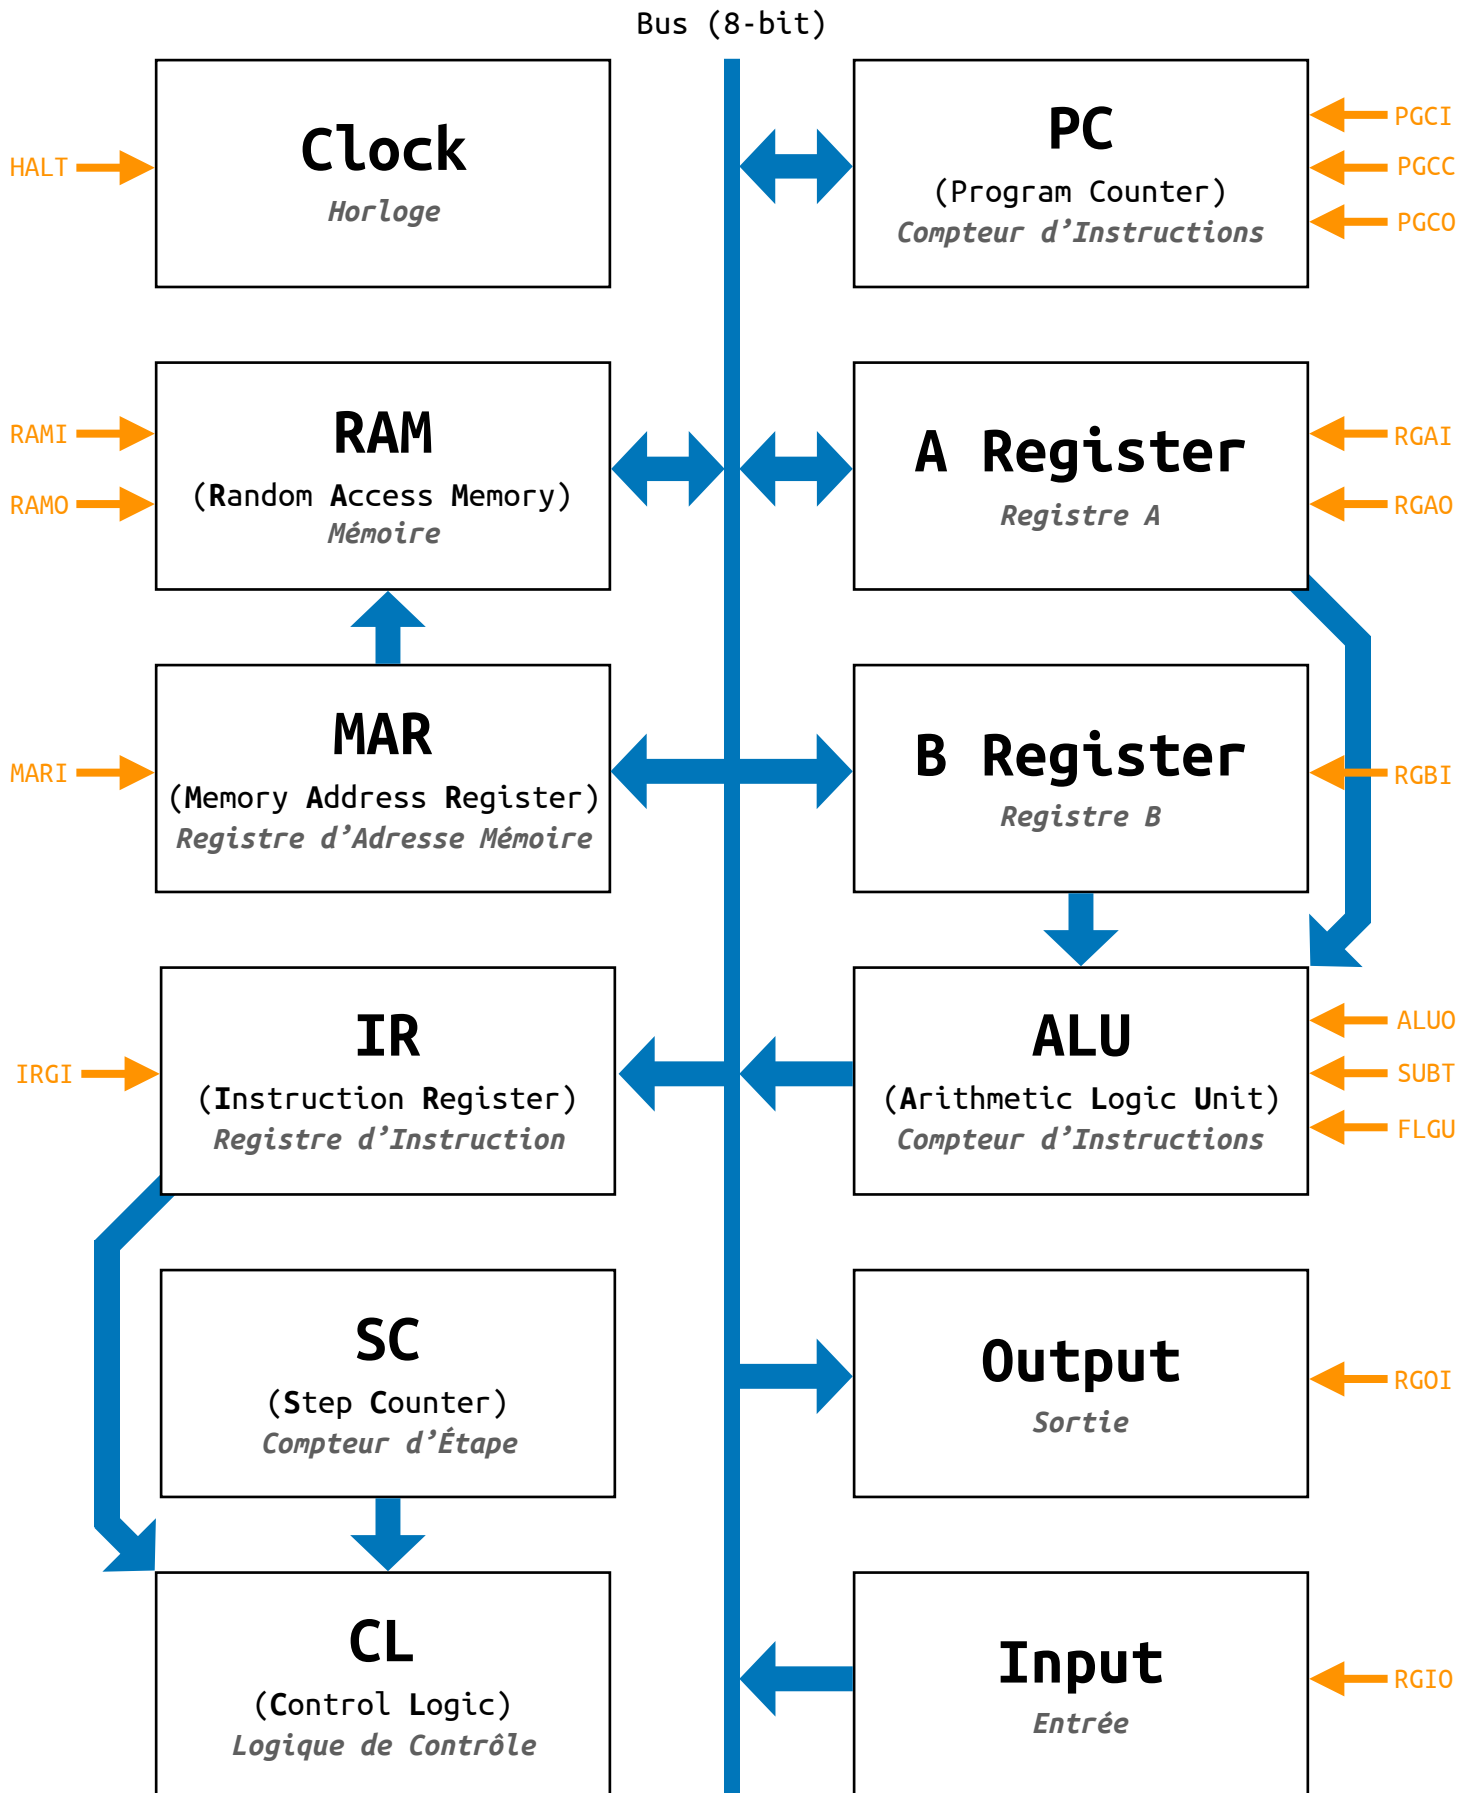 Bus (8-bit)
HALT
Clock
Horloge
PC
(Program Counter)
Compteur d’Instructions
PGCI
PGCC
PGCO
RAMI
RAMO
RAM
(Random Access Memory)
Mémoire
A Register
Registre A
RGAI
RGAO
MARI
MAR
(Memory Address Register)
Registre d’Adresse Mémoire
B Register
Registre B
RGBI
IRGI
IR
(Instruction Register)
Registre d’Instruction
ALU
(Arithmetic Logic Unit)
Compteur d’Instructions
ALUO
SUBT
FLGU
SC
(Step Counter)
Compteur d’Étape
Output
Sortie
RGOI
CL
(Control Logic)
Logique de Contrôle
Input
Entrée
RGIO